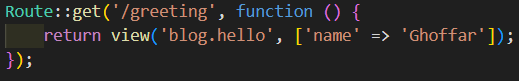 Route::get('/greeting', function () {
    return view('blog.hello', ['name' => 'Ghoffar']);
});